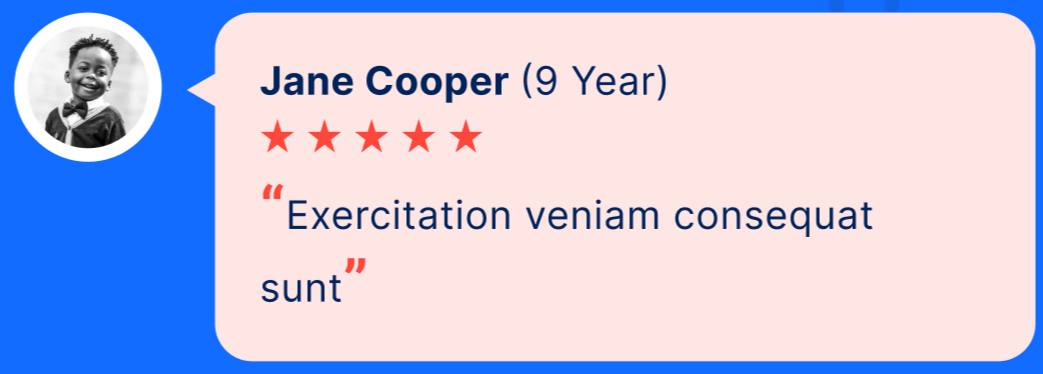 Jane Cooper (9 Year)
“Exercitation veniam consequat
sunt”